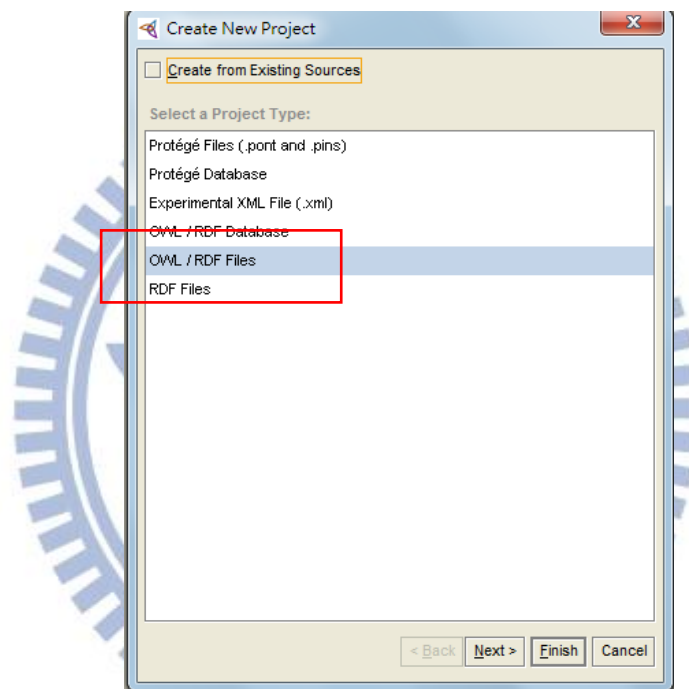 Create New Project
x
Create from Existing Sources
Select a Project Type:
Protégé Files (.pont and .pins)
Protégé Database
Experimental XML File (.xml)
OWL / RDF Database
OWL / RDF Files
RDF Files
< Back Next > Finish Cancel